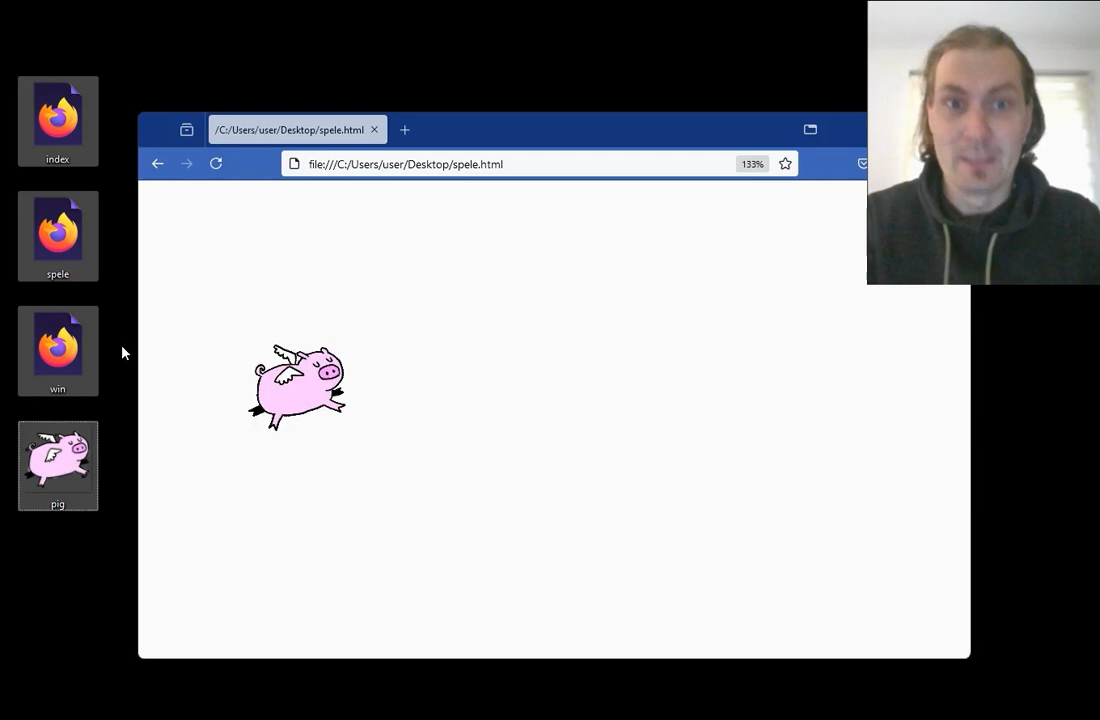 index
spele
win
pig
/C:/Users/user/Desktop/spele.html
file:///C:/Users/user/Desktop/spele.html
133%